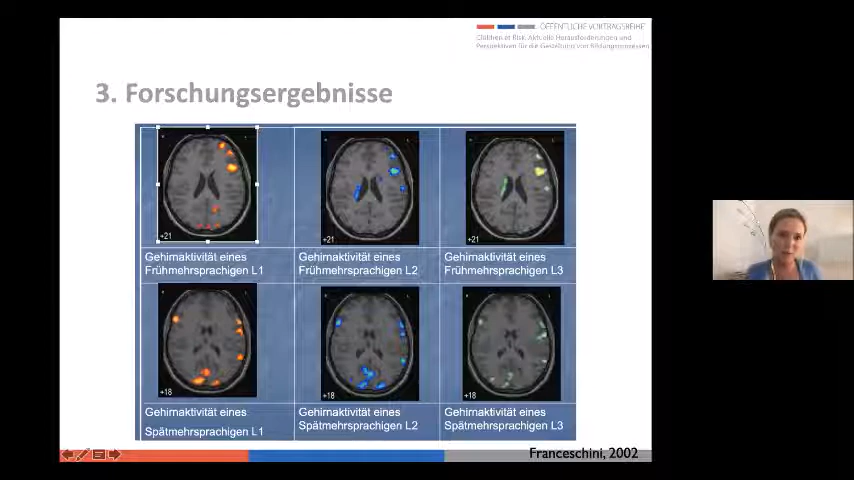 ÖFFENTLICHE VORTRAGSREIHE
Children at Risk. Aktuelle Herausforderungen und
Perspektiven für die Gestaltung von Bildungsprozessen
3. Forschungsergebnisse
+21
+21
+21
Gehirnaktivität eines
Frühmehrsprachigen L1
Gehirnaktivität eines
Frühmehrsprachigen L2
Gehirnaktivität eines
Frühmehrsprachigen L3
+18
+18
+18
Gehirnaktivität eines
Spätmehrsprachigen L1
Gehirnaktivität eines
Spätmehrsprachigen L2
Gehirnaktivität eines
Spätmehrsprachigen L3
Franceschini, 2002